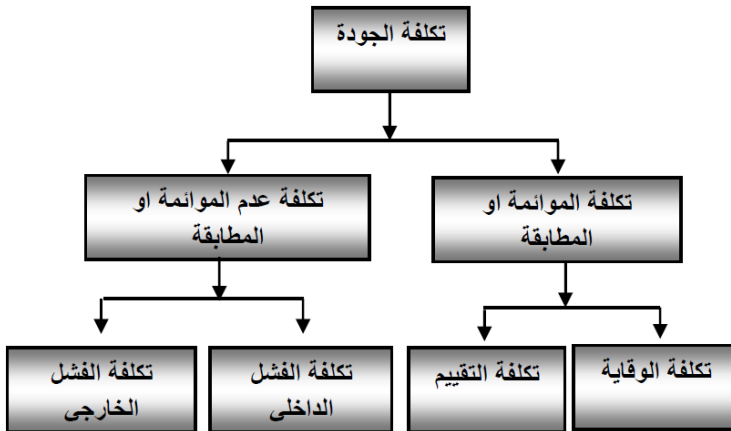 تكلفة الجودة
تكلفة الموائمة او
المطابقة
تكلفة عدم الموائمة او
المطابقة
تكلفة الوقاية
تكلفة التقييم
تكلفة الفشل
الداخلى
تكلفة الفشل
الخارجى